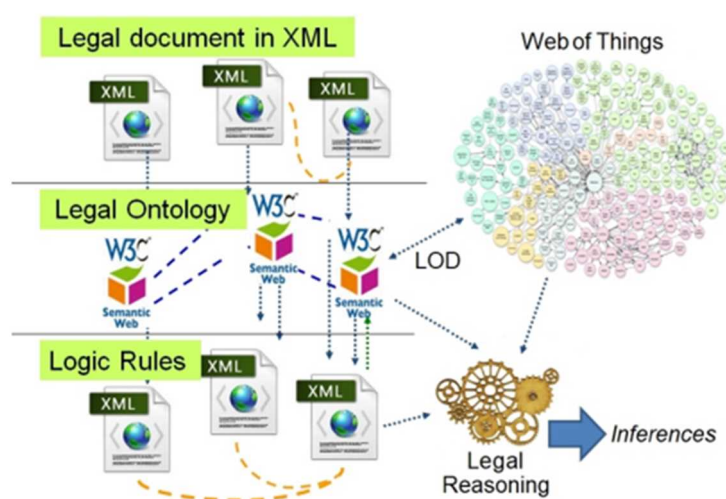 Legal document in XML
Web of Things
XML
XML
XML
Legal Ontology
W3C
Semantic
Web
W3C
Semantic
Web
W3C
Semantic
Web
LOD
Logic Rules
XML
XML
XML
Legal
Reasoning
Inferences